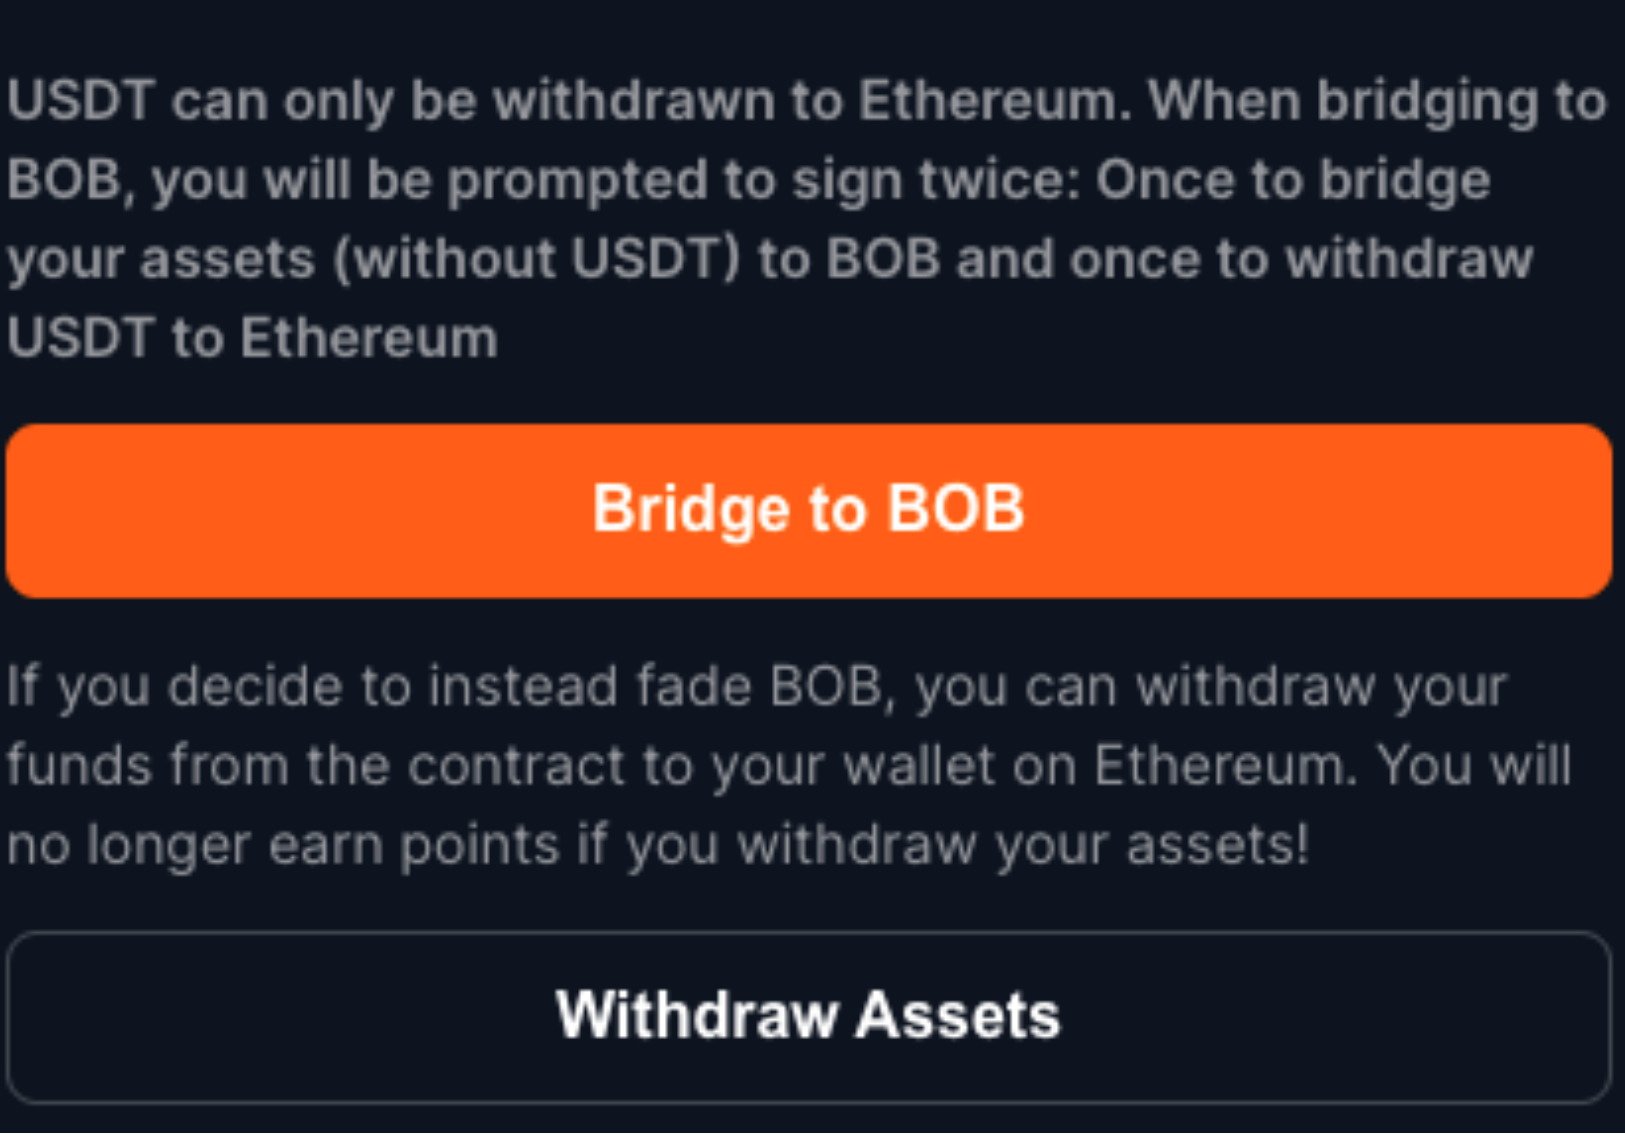 USDT can only be withdrawn to Ethereum. When bridging to
BOB, you will be prompted to sign twice: Once to bridge
your assets (without USDT) to BOB and once to withdraw
USDT to Ethereum
Bridge to BOB
If you decide to instead fade BOB, you can withdraw your
funds from the contract to your wallet on Ethereum. You will
no longer earn points if you withdraw your assets!
Withdraw Assets